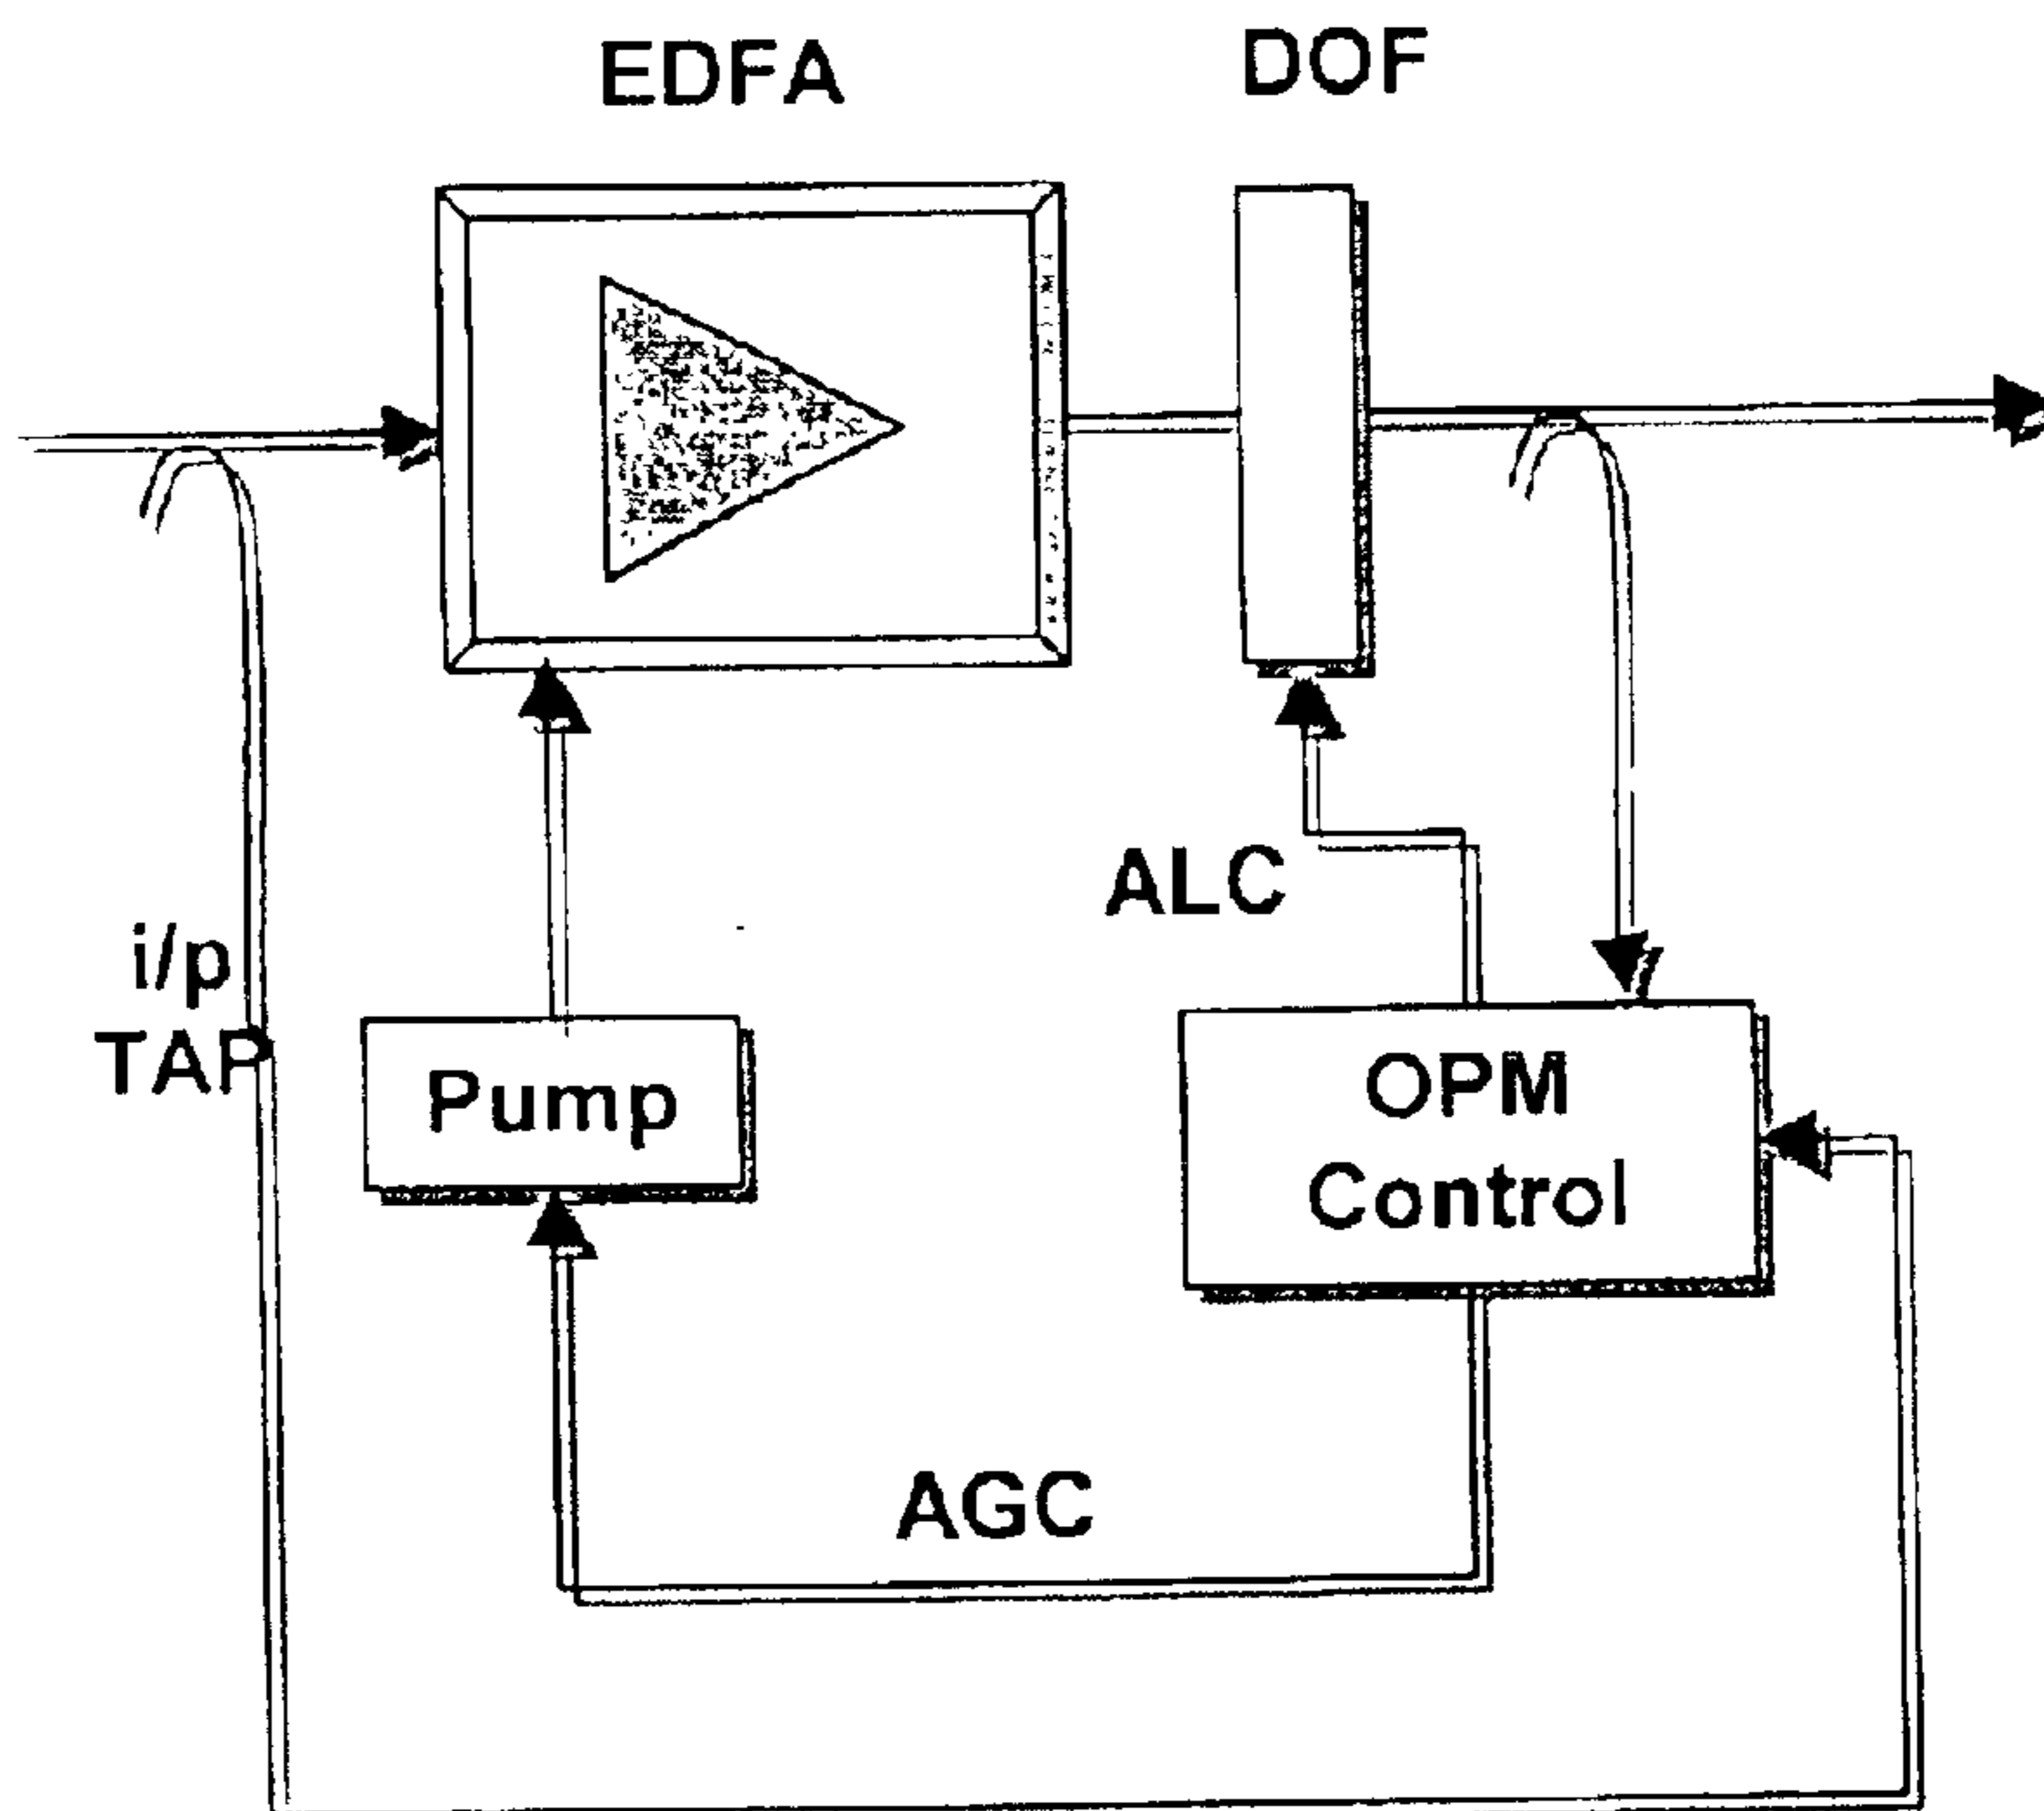 EDFA
DOF
ALC
i/p
TAP
Pump
OPM
Control
AGC